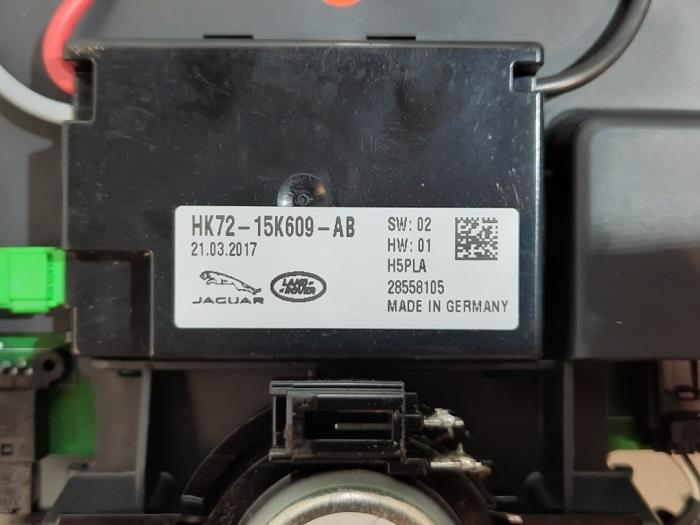 HK72-15K609-AB
21.03.2017
SW: 02
HW: 01
H5PLA
28558105
MADE IN GERMANY
JAGUAR
LAND-
-ROVER